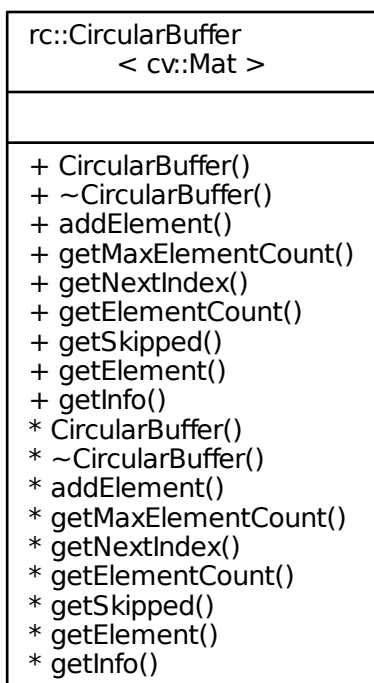 rc::CircularBuffer
< cv::Mat >
+ CircularBuffer()
+ ~CircularBuffer()
+ addElement()
+ getMaxElementCount()
+ getNextIndex()
+ getElementCount()
+ getSkipped()
+ getElement()
+ getInfo()
* CircularBuffer()
* ~CircularBuffer()
* addElement()
* getMaxElementCount()
* getNextIndex()
* getElementCount()
* getSkipped()
* getElement()
* getInfo()